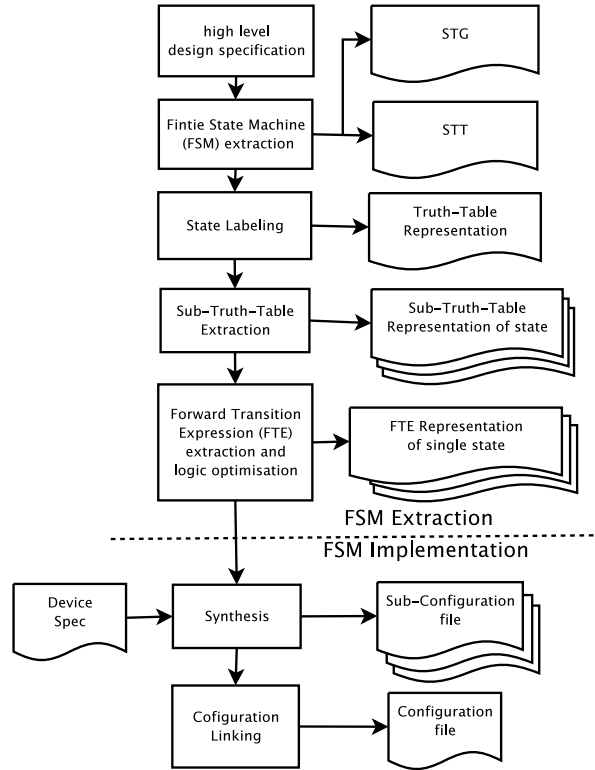 high level
design specification
STG
Fintie State Machine
(FSM) extraction
STT
State Labeling
Truth-Table
Representation
Sub-Truth-Table
Extraction
Sub-Truth-Table
Representation of state
Forward Transition
Expression (FTE)
extraction and
logic optimisation
FTE Representation
of single state
FSM Extraction
FSM Implementation
Device
Spec
Synthesis
Sub-Configuration
file
Cofiguration
Linking
Configuration
file